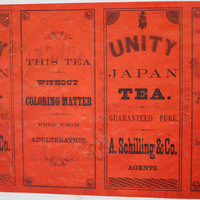 THIS TEA
WITHOUT
COLORING MATTER
FREE FROM
ADULTERATION.
UNITY
JAPAN
TEA.
GUARANTEED PURE.
A. Schilling & Co.
AGENTS.